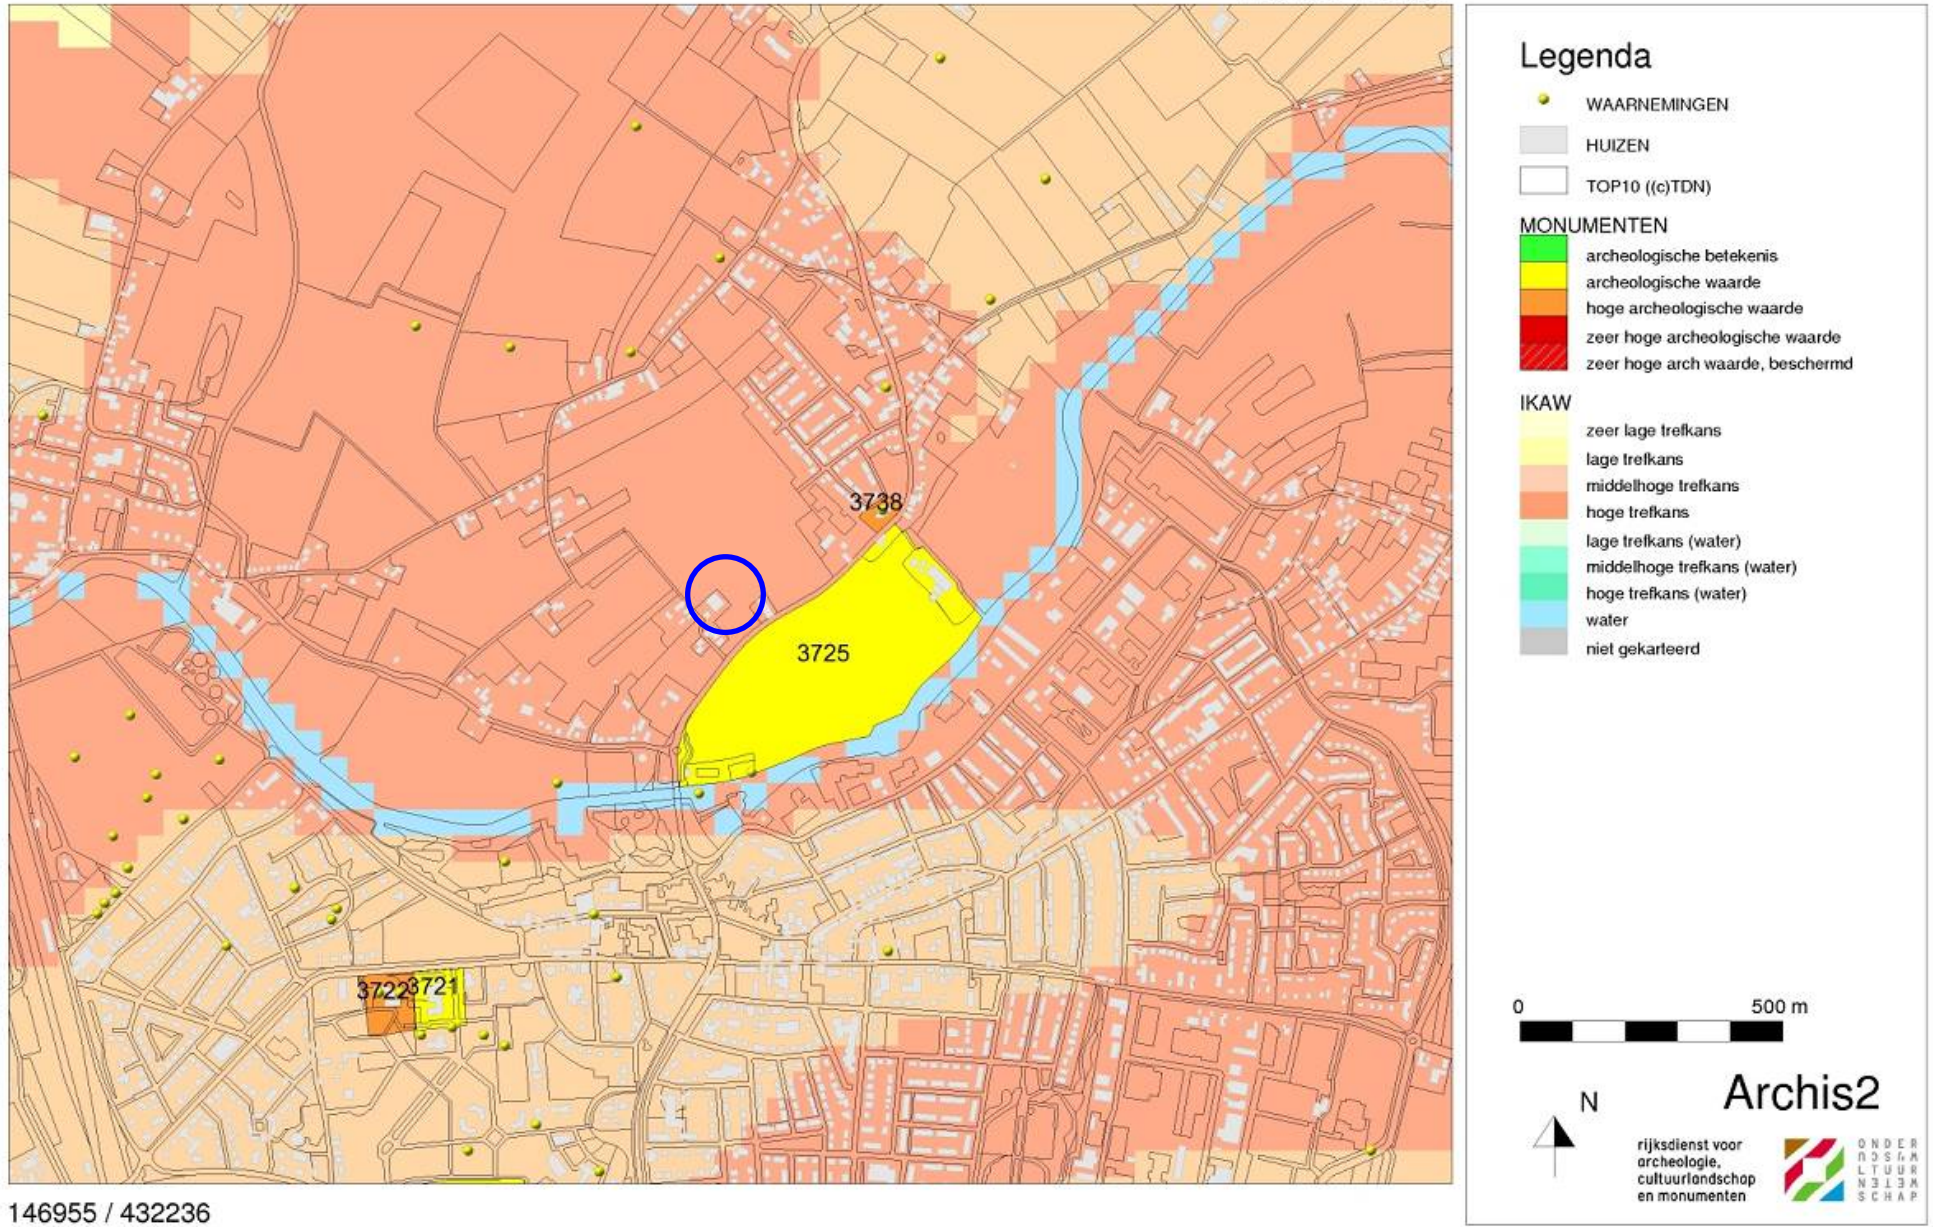 3738
3725
3722
3721
146955 / 432236
Legenda
WAARNEMINGEN
HUIZEN
TOP10 ((c)TDN)
MONUMENTEN
archeologische betekenis
archeologische waarde
hoge archeologische waarde
zeer hoge archeologische waarde
zeer hoge arch waarde, beschermd
IKAW
zeer lage trefkans
lage trefkans
middelhoge trefkans
hoge trefkans
lage trefkans (water)
middelhoge trefkans (water)
hoge trefkans (water)
water
niet gekarteerd
0 500 m
N
Archis2
rijksdienst voor
archeologie,
cultuurlandschap
en monumenten